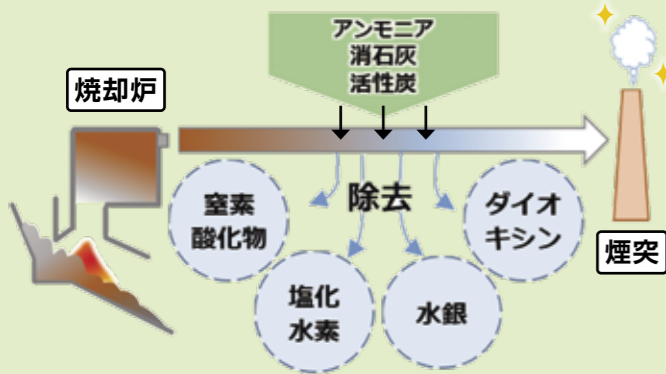 アンモニア
消石灰
活性炭
焼却炉
除去
窒素
酸化物
塩化
水素
水銀
ダイオ
キシン
煙突